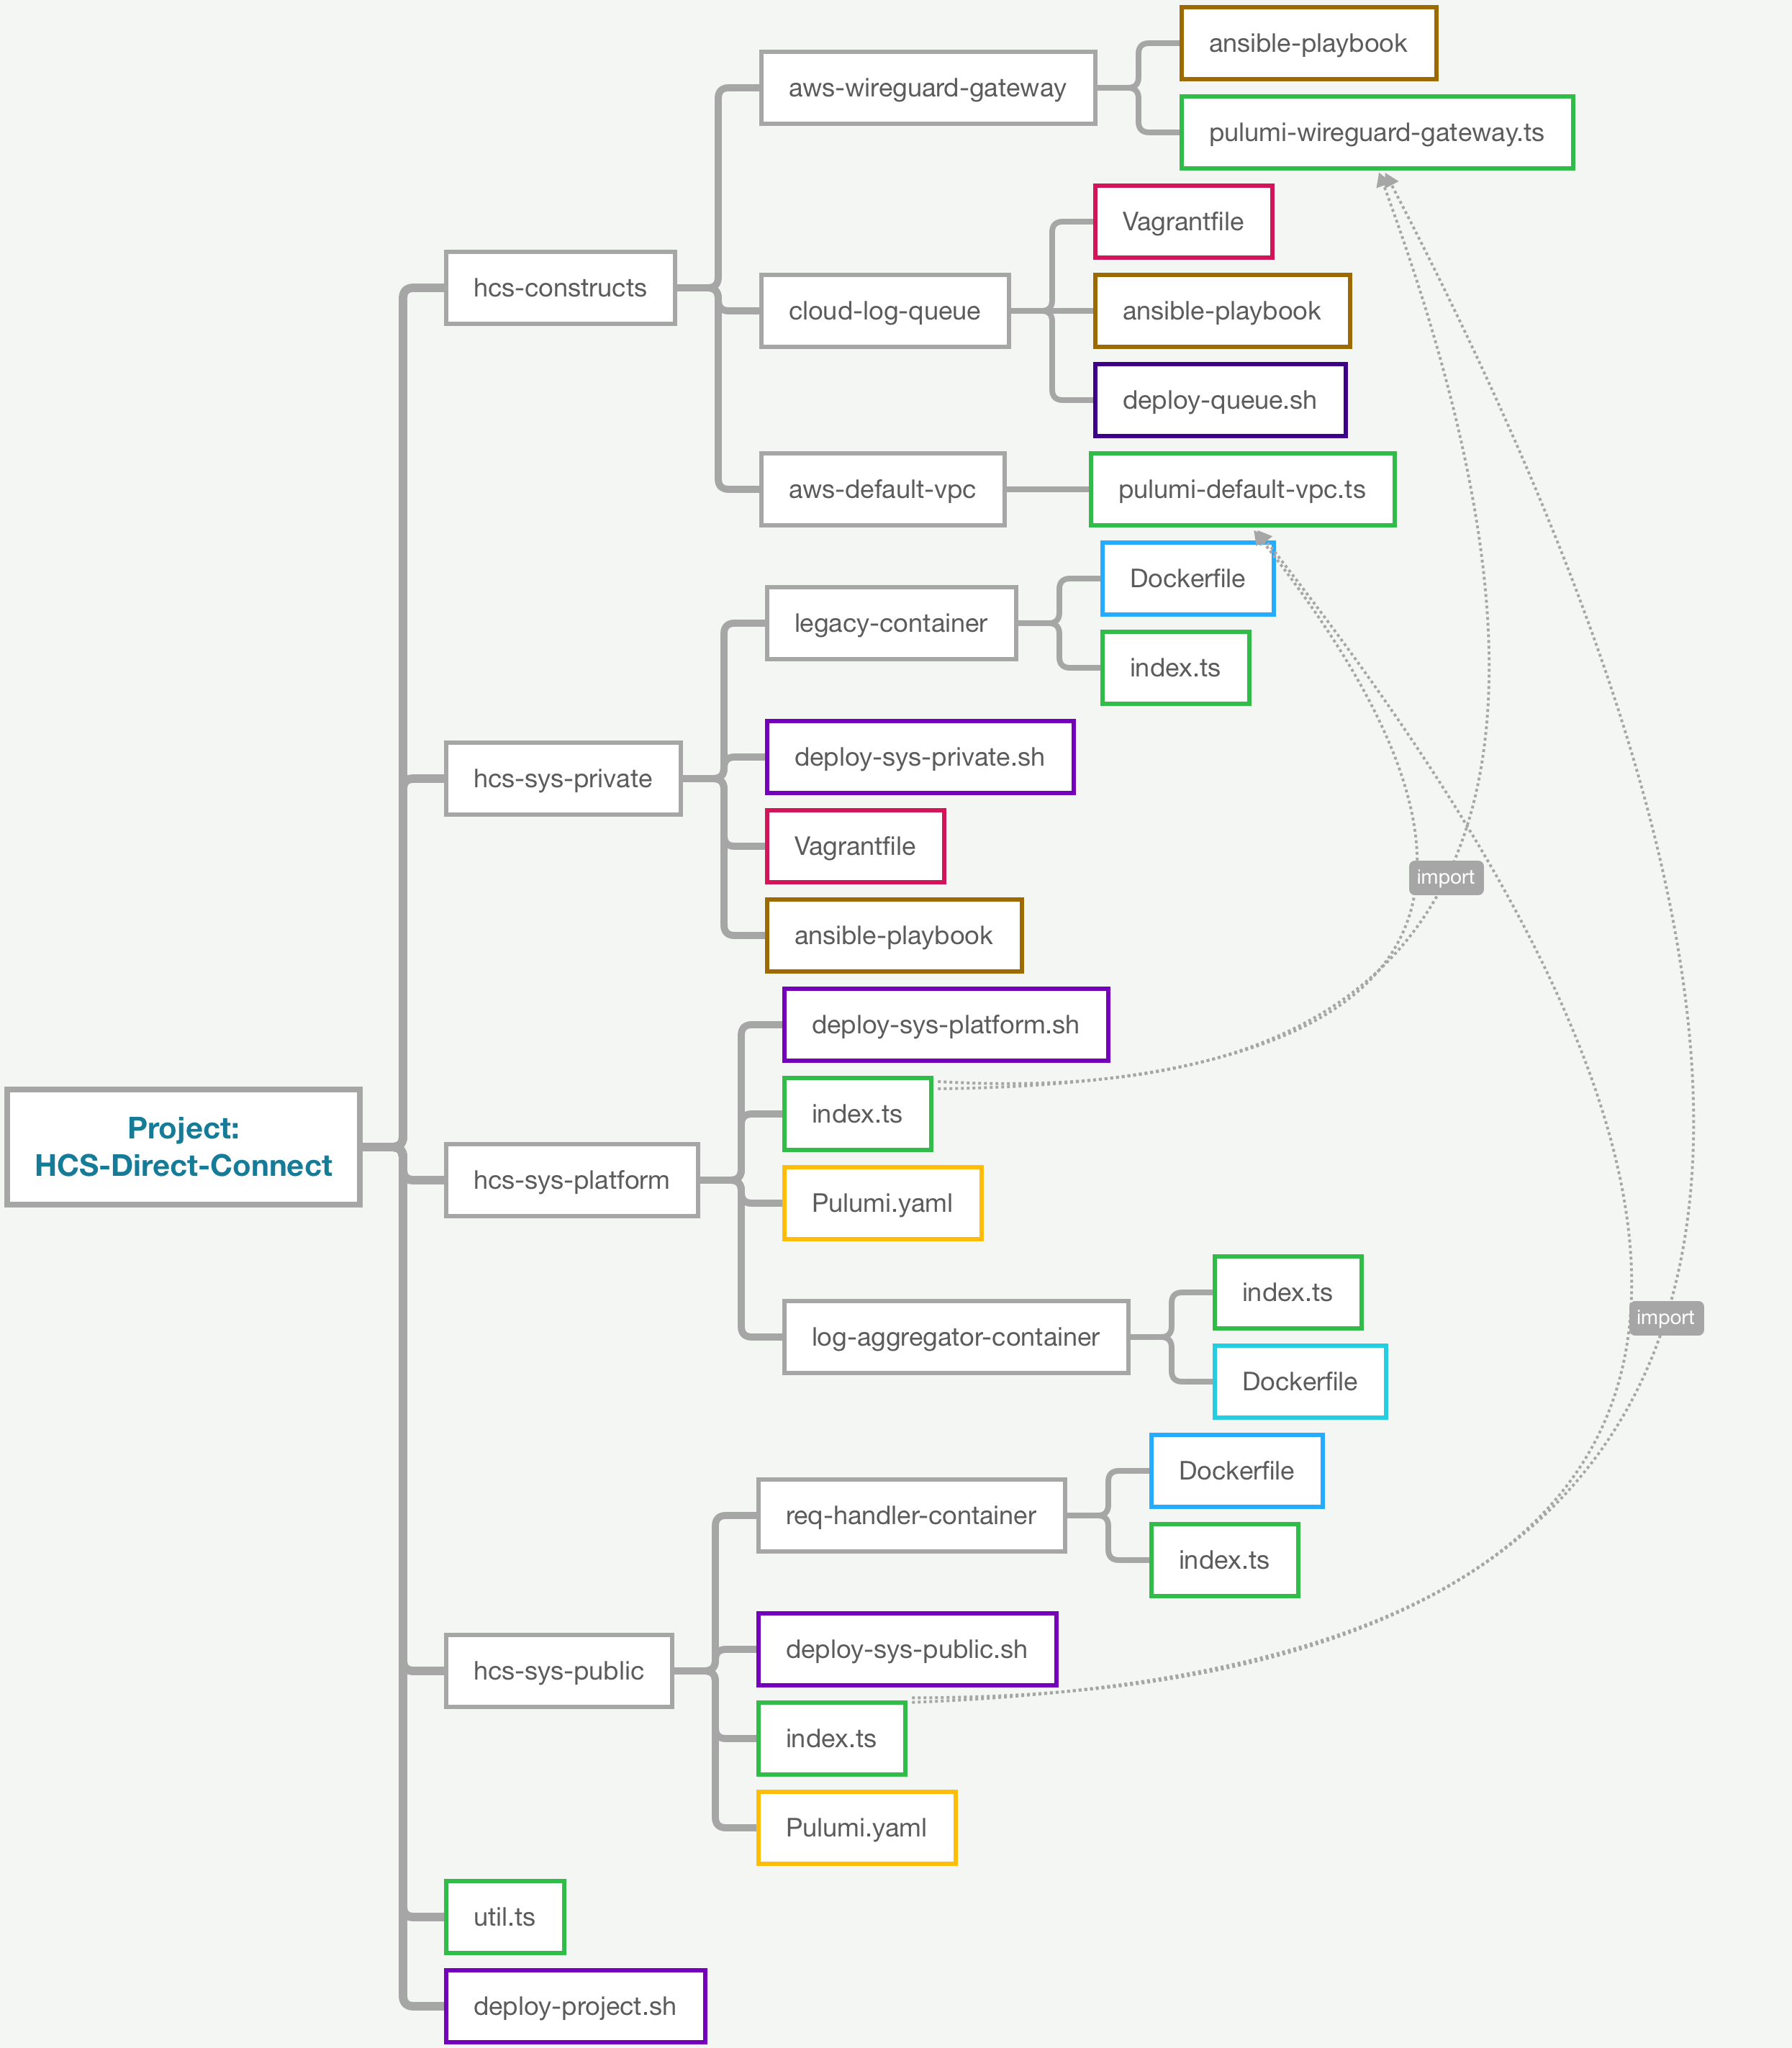 ansible-playbook
aws-wireguard-gateway
pulumi-wireguard-gateway.ts
Vagrantfile
hcs-constructs
cloud-log-queue
ansible-playbook
deploy-queue.sh
aws-default-vpc
pulumi-default-vpc.ts
Dockerfile
legacy-container
index.ts
deploy-sys-private.sh
hcs-sys-private
Vagrantfile
import
ansible-playbook
deploy-sys-platform.sh
index.ts
Project:
HCS-Direct-Connect
hcs-sys-platform
Pulumi.yaml
index.ts
import
log-aggregator-container
Dockerfile
Dockerfile
req-handler-container
index.ts
deploy-sys-public.sh
hcs-sys-public
index.ts
Pulumi.yaml
util.ts
deploy-project.sh